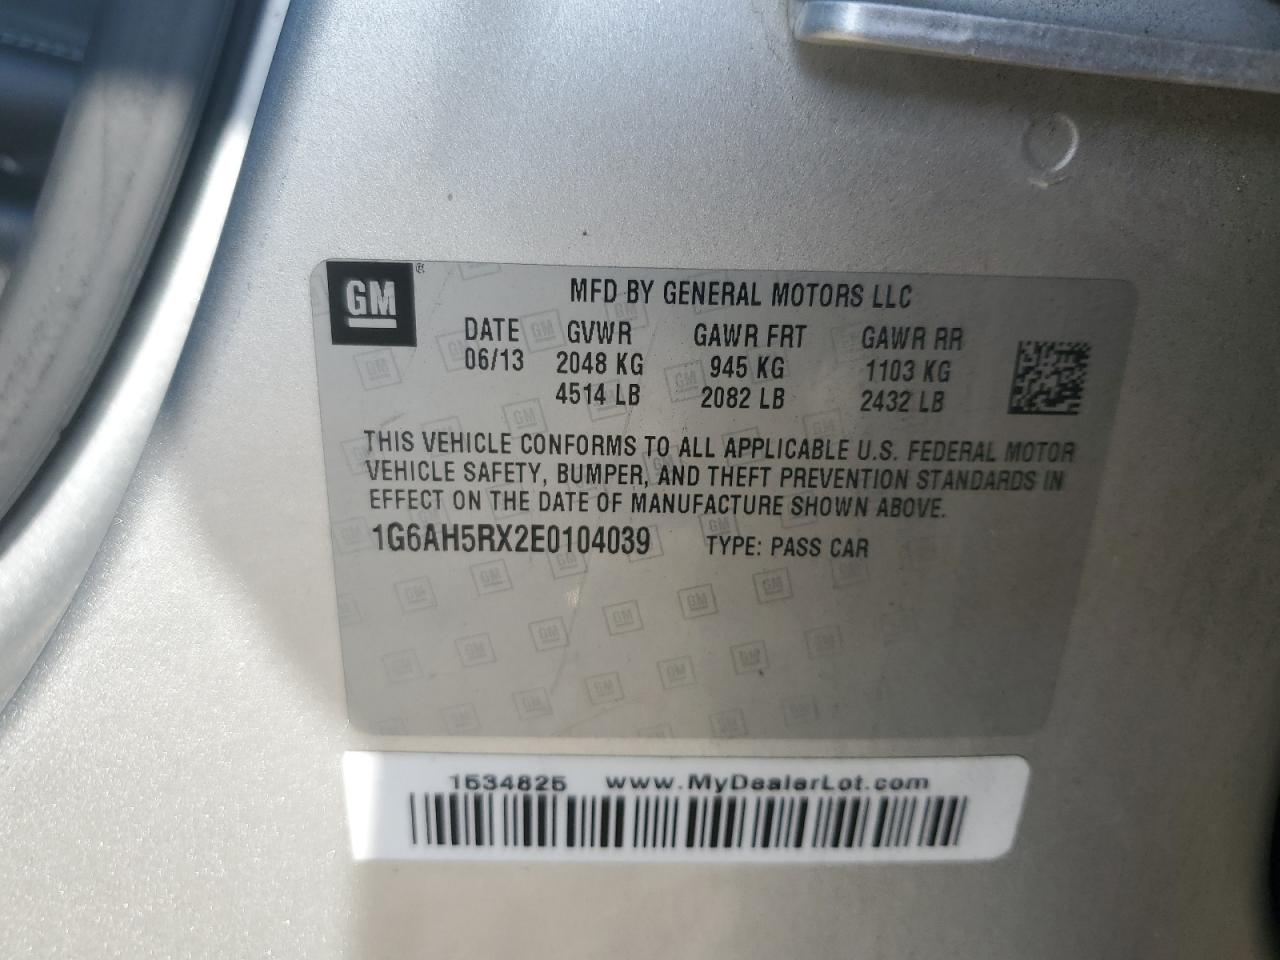 GM ®
MFD BY GENERAL MOTORS LLC
DATE GVWR GAWR FRT GAWR RR
06/13 2048 KG 945 KG 1103 KG
4514 LB 2082 LB 2432 LB
THIS VEHICLE CONFORMS TO ALL APPLICABLE U.S. FEDERAL MOTOR
VEHICLE SAFETY, BUMPER, AND THEFT PREVENTION STANDARDS IN
EFFECT ON THE DATE OF MANUFACTURE SHOWN ABOVE.
1G6AH5RX2E0104039 TYPE: PASS CAR
1534825 www.MyDealerLot.com